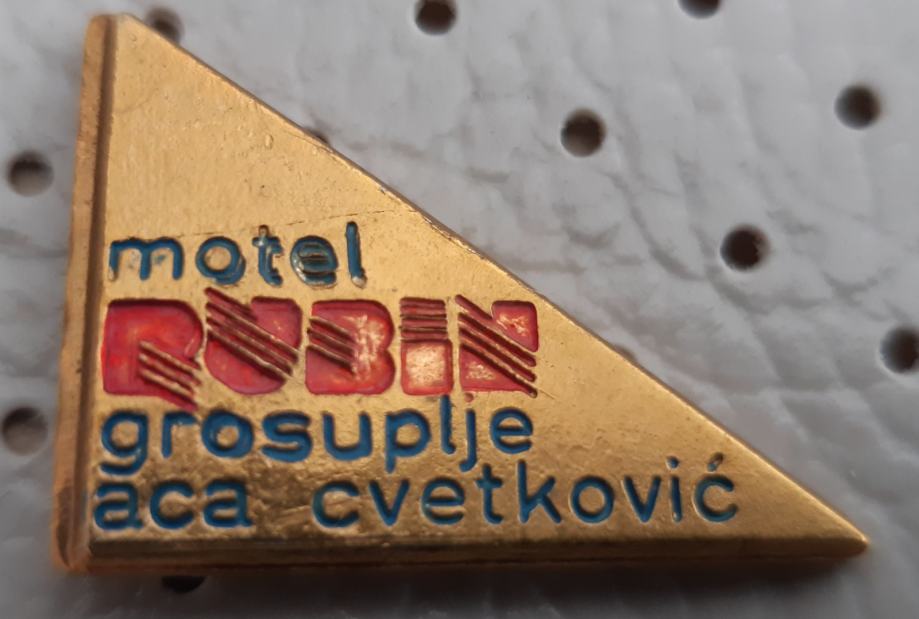 motel
RUBIN
grosuplje
aca cvetković